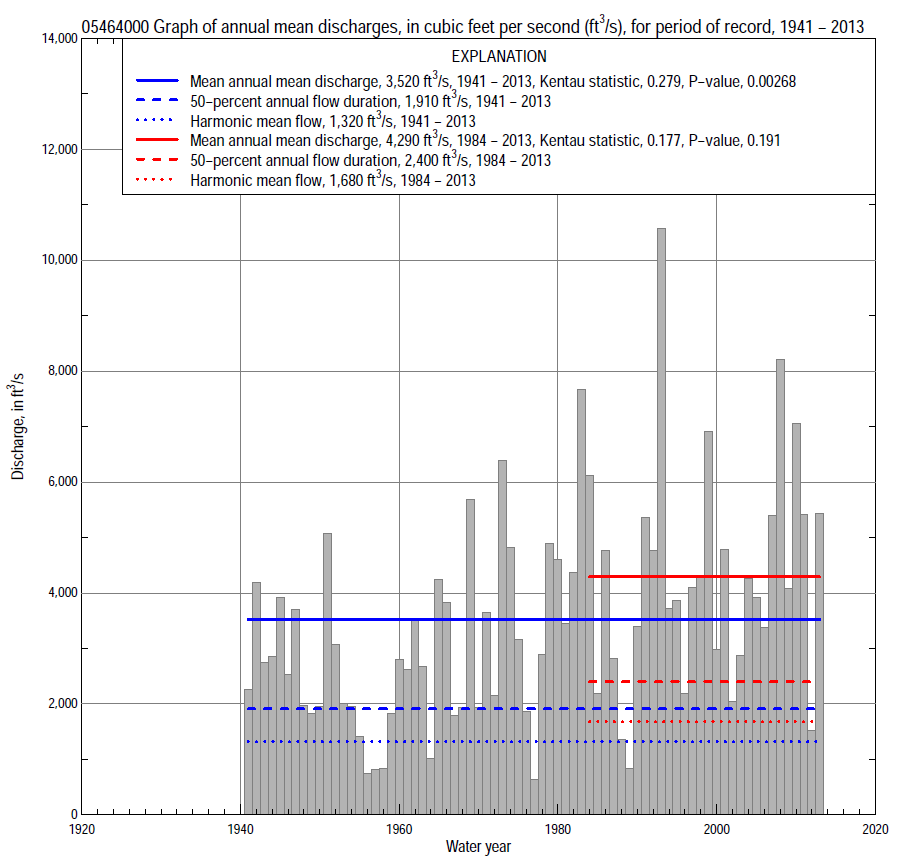 05464000 Graph of annual mean discharges, in cubic feet per second (ft³/s), for period of record, 1941 – 2013
EXPLANATION
Mean annual mean discharge, 3,520 ft³/s, 1941 – 2013, Kentau statistic, 0.279, P–value, 0.00268
50–percent annual flow duration, 1,910 ft³/s, 1941 – 2013
Harmonic mean flow, 1,320 ft³/s, 1941 – 2013
Mean annual mean discharge, 4,290 ft³/s, 1984 – 2013, Kentau statistic, 0.177, P–value, 0.191
50–percent annual flow duration, 2,400 ft³/s, 1984 – 2013
Harmonic mean flow, 1,680 ft³/s, 1984 – 2013
14,000
12,000
10,000
8,000
6,000
4,000
2,000
0
Discharge, in ft³/s
1920 1940 1960 1980 2000 2020
Water year